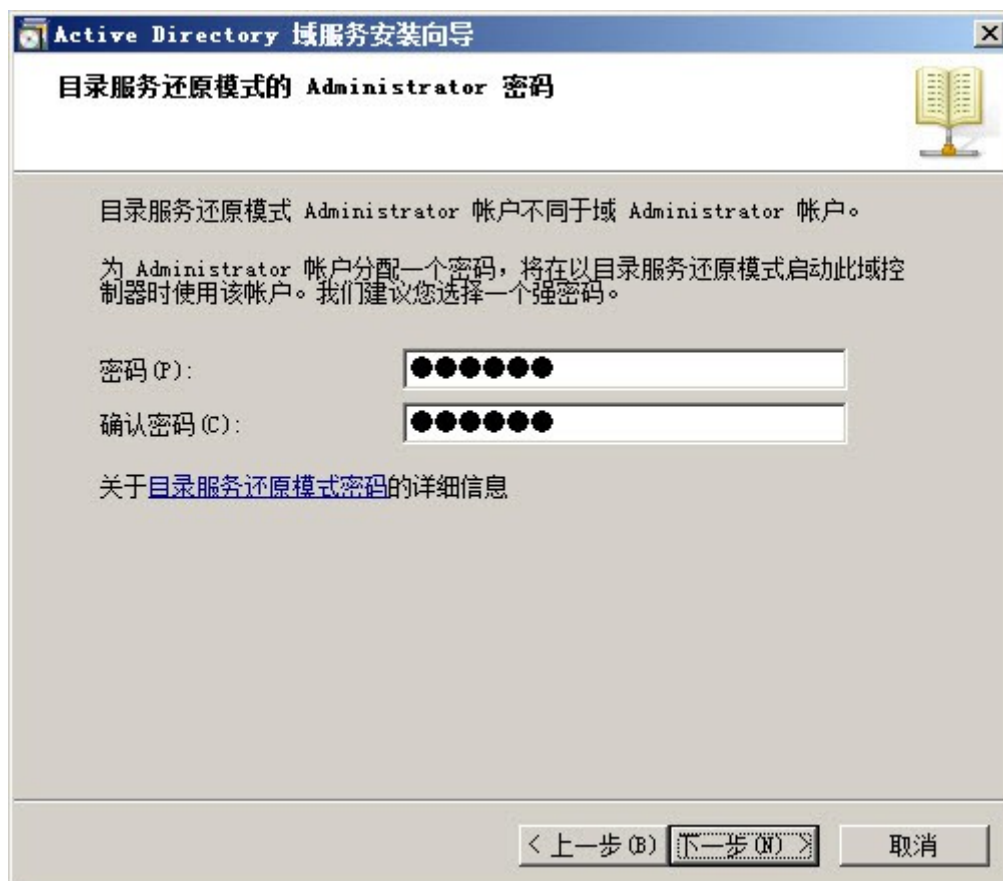 Active Directory 域服务安装向导
目录服务还原模式的 Administrator 密码
目录服务还原模式 Administrator 帐户不同于域 Administrator 帐户。
为 Administrator 帐户分配一个密码，将在以目录服务还原模式启动此域控
制器时使用该帐户。我们建议您选择一个强密码。
密码(P):
●●●●●●
确认密码(C):
●●●●●●
关于目录服务还原模式密码的详细信息
< 上一步(B) 下一步(N) > 取消